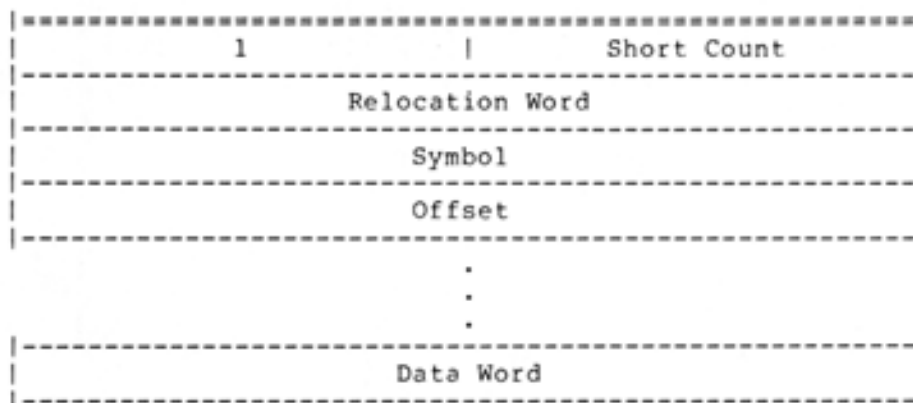 1 | Short Count
Relocation Word
Symbol
Offset
.
.
.
Data Word